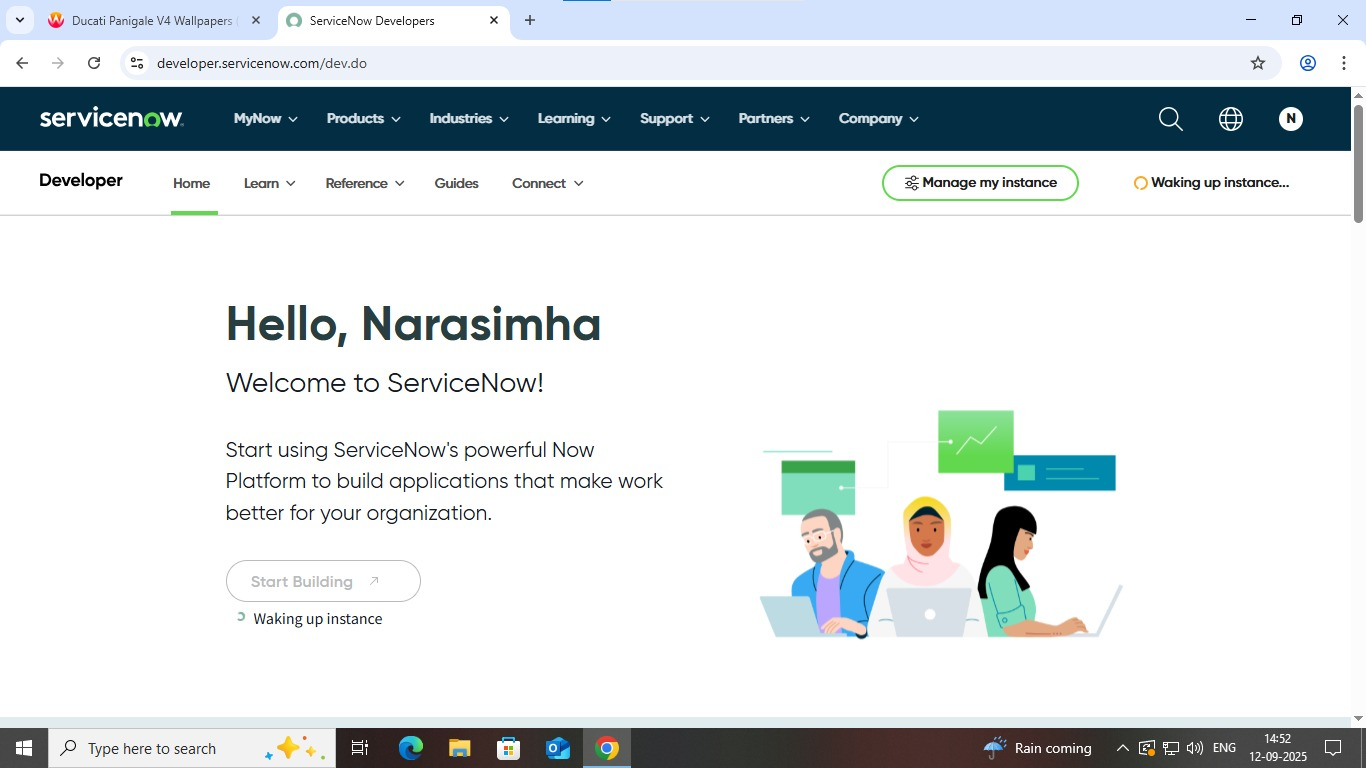 Ducati Panigale V4 Wallpapers
ServiceNow Developers
developer.servicenow.com/dev.do
servicenow
MyNow
Products
Industries
Learning
Support
Partners
Company
N
Developer
Home
Learn
Reference
Guides
Connect
Manage my instance
Waking up instance...
Hello, Narasimha
Welcome to ServiceNow!
Start using ServiceNow's powerful Now
Platform to build applications that make work
better for your organization.
Start Building
Waking up instance
Type here to search
Rain coming
ENG
14:52
12-09-2025